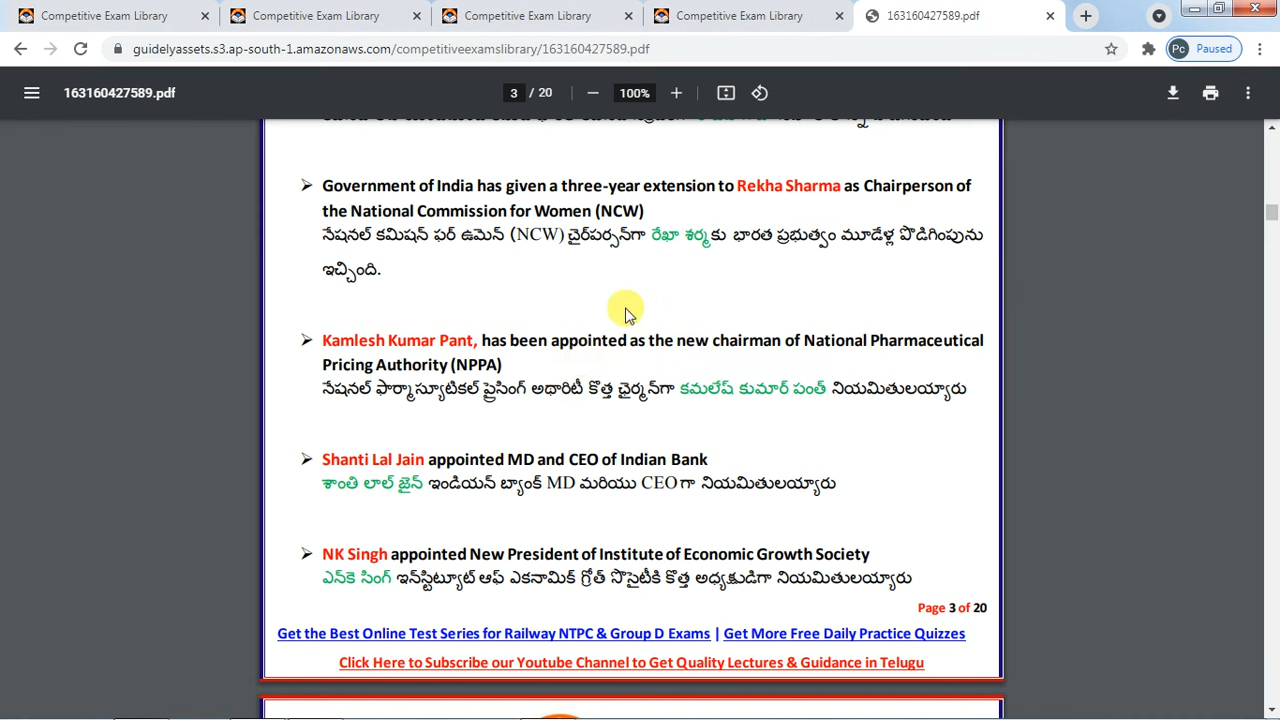 Competitive Exam Library
Competitive Exam Library
Competitive Exam Library
Competitive Exam Library
163160427589.pdf
guidelyassets.s3.ap-south-1.amazonaws.com/competitiveexamslibrary/163160427589.pdf
Pc Paused
163160427589.pdf
3 / 20
100%
Government of India has given a three-year extension to Rekha Sharma as Chairperson of
the National Commission for Women (NCW)
నేషనల్ కమిషన్ ఫర్ ఉమెన్ (NCW) చైర్‌పర్సన్‌గా రేఖా శర్మకు భారత ప్రభుత్వం మూడేళ్ల పొడిగింపును
ఇచ్చింది.
Kamlesh Kumar Pant, has been appointed as the new chairman of National Pharmaceutical
Pricing Authority (NPPA)
నేషనల్ ఫార్మాస్యూటికల్ ప్రైసింగ్ అథారిటీ కొత్త ఛైర్మన్‌గా కమలేష్ కుమార్ పంత్ నియమితులయ్యారు
Shanti Lal Jain appointed MD and CEO of Indian Bank
శాంతి లాల్ జైన్ ఇండియన్ బ్యాంక్ MD మరియు CEO గా నియమితులయ్యారు
NK Singh appointed New President of Institute of Economic Growth Society
ఎన్‌కె సింగ్ ఇన్‌స్టిట్యూట్ ఆఫ్ ఎకనామిక్ గ్రోత్ సొసైటీకి కొత్త అధ్యక్షుడిగా నియమితులయ్యారు
Page 3 of 20
Get the Best Online Test Series for Railway NTPC & Group D Exams | Get More Free Daily Practice Quizzes
Click Here to Subscribe our Youtube Channel to Get Quality Lectures & Guidance in Telugu